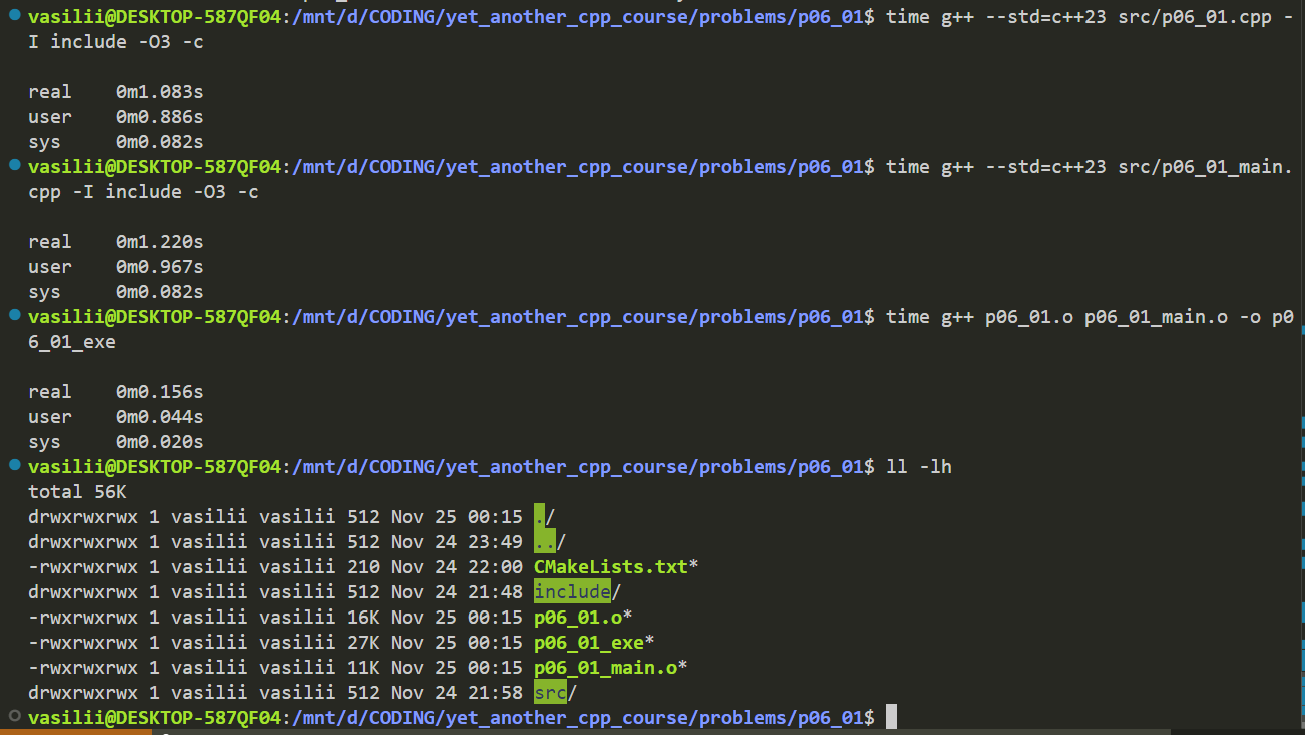 vasilii@DESKTOP-587QF04:/mnt/d/CODING/yet_another_cpp_course/problems/p06_01$ time g++ --std=c++23 src/p06_01.cpp -
I include -O3 -c
real    0m1.083s
user    0m0.886s
sys     0m0.082s
vasilii@DESKTOP-587QF04:/mnt/d/CODING/yet_another_cpp_course/problems/p06_01$ time g++ --std=c++23 src/p06_01_main.
cpp -I include -O3 -c
real    0m1.220s
user    0m0.967s
sys     0m0.082s
vasilii@DESKTOP-587QF04:/mnt/d/CODING/yet_another_cpp_course/problems/p06_01$ time g++ p06_01.o p06_01_main.o -o p0
6_01_exe
real    0m0.156s
user    0m0.044s
sys     0m0.020s
vasilii@DESKTOP-587QF04:/mnt/d/CODING/yet_another_cpp_course/problems/p06_01$ ll -lh
total 56K
drwxrwxrwx 1 vasilii vasilii 512 Nov 25 00:15 ./
drwxrwxrwx 1 vasilii vasilii 512 Nov 24 23:49 ../
-rwxrwxrwx 1 vasilii vasilii 210 Nov 24 22:00 CMakeLists.txt*
drwxrwxrwx 1 vasilii vasilii 512 Nov 24 21:48 include/
-rwxrwxrwx 1 vasilii vasilii 16K Nov 25 00:15 p06_01.o*
-rwxrwxrwx 1 vasilii vasilii 27K Nov 25 00:15 p06_01_exe*
-rwxrwxrwx 1 vasilii vasilii 11K Nov 25 00:15 p06_01_main.o*
drwxrwxrwx 1 vasilii vasilii 512 Nov 24 21:58 src/
vasilii@DESKTOP-587QF04:/mnt/d/CODING/yet_another_cpp_course/problems/p06_01$